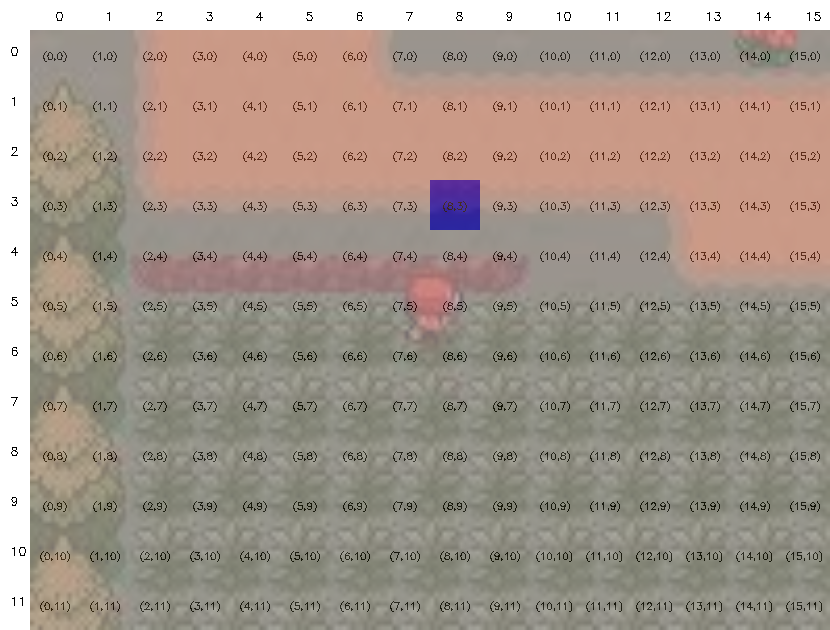 0 1 2 3 4 5 6 7 8 9 10 11 12 13 14 15
0 (0,0) (1,0) (2,0) (3,0) (4,0) (5,0) (6,0) (7,0) (8,0) (9,0) (10,0) (11,0) (12,0) (13,0) (14,0) (15,0)
1 (0,1) (1,1) (2,1) (3,1) (4,1) (5,1) (6,1) (7,1) (8,1) (9,1) (10,1) (11,1) (12,1) (13,1) (14,1) (15,1)
2 (0,2) (1,2) (2,2) (3,2) (4,2) (5,2) (6,2) (7,2) (8,2) (9,2) (10,2) (11,2) (12,2) (13,2) (14,2) (15,2)
3 (0,3) (1,3) (2,3) (3,3) (4,3) (5,3) (6,3) (7,3) (8,3) (9,3) (10,3) (11,3) (12,3) (13,3) (14,3) (15,3)
4 (0,4) (1,4) (2,4) (3,4) (4,4) (5,4) (6,4) (7,4) (8,4) (9,4) (10,4) (11,4) (12,4) (13,4) (14,4) (15,4)
5 (0,5) (1,5) (2,5) (3,5) (4,5) (5,5) (6,5) (7,5) (8,5) (9,5) (10,5) (11,5) (12,5) (13,5) (14,5) (15,5)
6 (0,6) (1,6) (2,6) (3,6) (4,6) (5,6) (6,6) (7,6) (8,6) (9,6) (10,6) (11,6) (12,6) (13,6) (14,6) (15,6)
7 (0,7) (1,7) (2,7) (3,7) (4,7) (5,7) (6,7) (7,7) (8,7) (9,7) (10,7) (11,7) (12,7) (13,7) (14,7) (15,7)
8 (0,8) (1,8) (2,8) (3,8) (4,8) (5,8) (6,8) (7,8) (8,8) (9,8) (10,8) (11,8) (12,8) (13,8) (14,8) (15,8)
9 (0,9) (1,9) (2,9) (3,9) (4,9) (5,9) (6,9) (7,9) (8,9) (9,9) (10,9) (11,9) (12,9) (13,9) (14,9) (15,9)
10 (0,10) (1,10) (2,10) (3,10) (4,10) (5,10) (6,10) (7,10) (8,10) (9,10) (10,10) (11,10) (12,10) (13,10) (14,10) (15,10)
11 (0,11) (1,11) (2,11) (3,11) (4,11) (5,11) (6,11) (7,11) (8,11) (9,11) (10,11) (11,11) (12,11) (13,11) (14,11) (15,11)